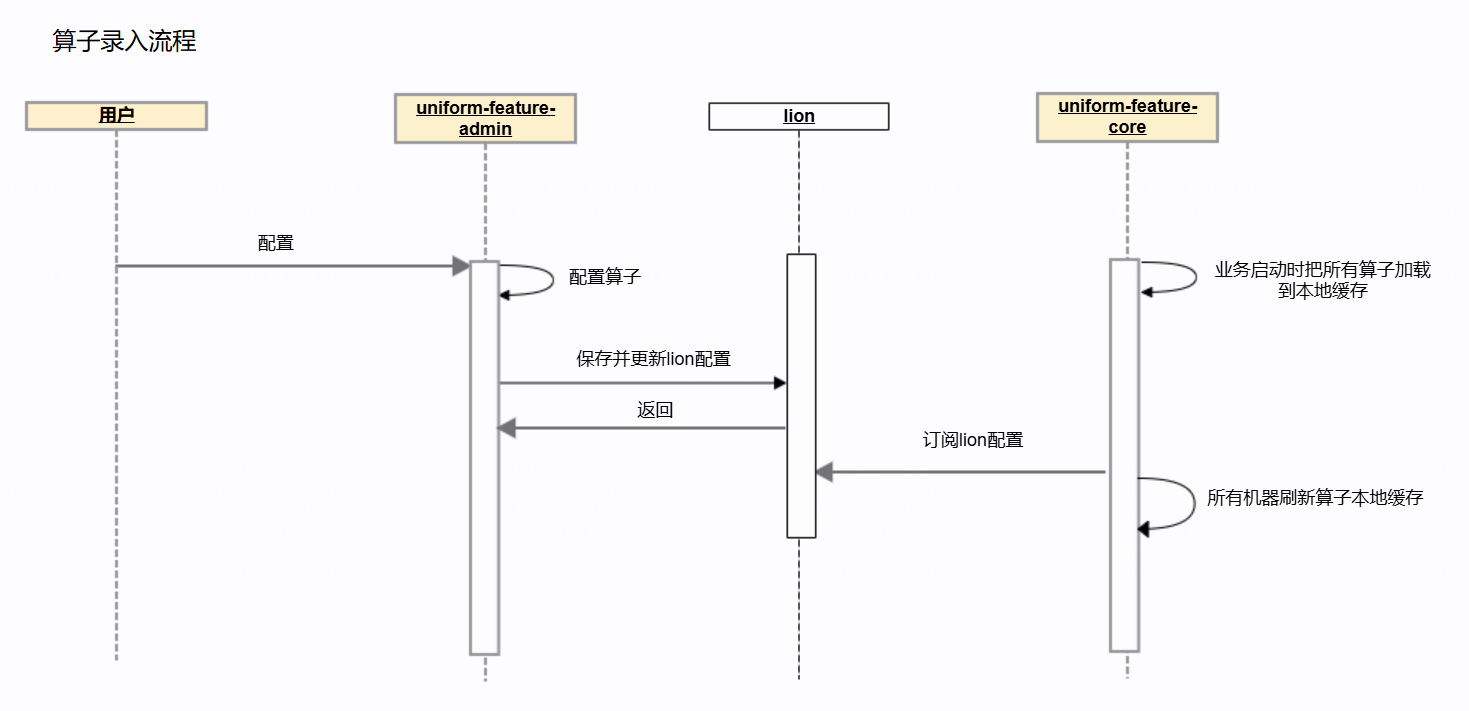 算子录入流程
用户
uniform-feature-
admin
lion
uniform-feature-
core
配置
配置算子
业务启动时把所有算子加载
到本地缓存
保存并更新lion配置
返回
订阅lion配置
所有机器刷新算子本地缓存